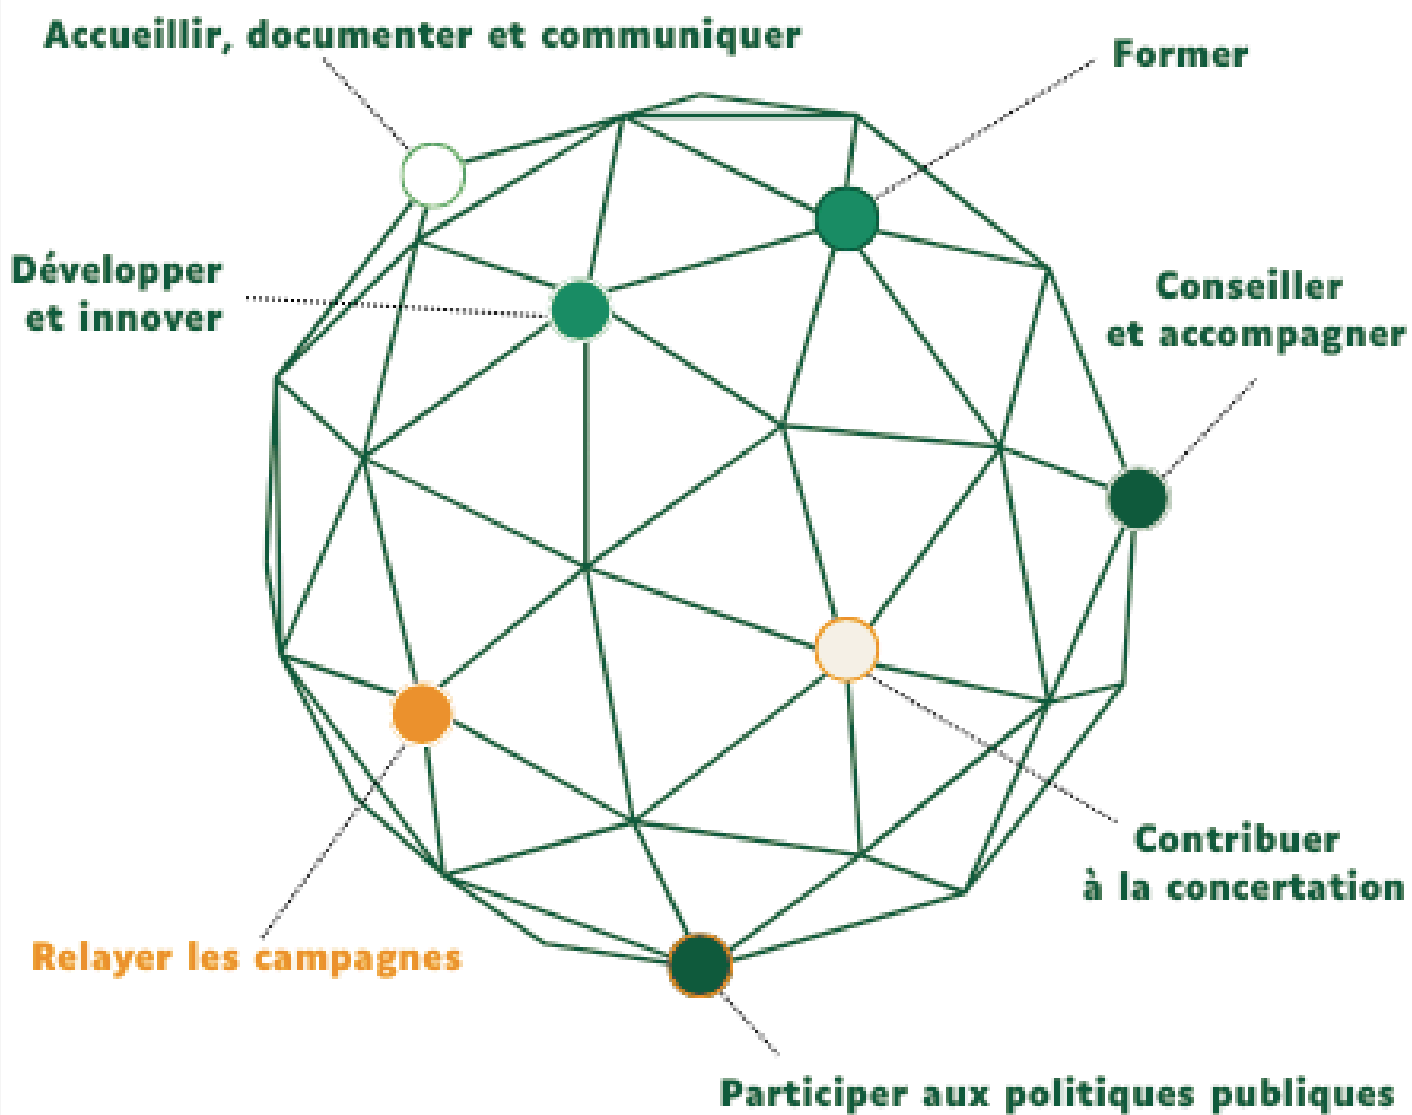 Accueillir, documenter et communiquer
Former
Développer
et innover
Conseiller
et accompagner
Contribuer
à la concertation
Relayer les campagnes
Participer aux politiques publiques